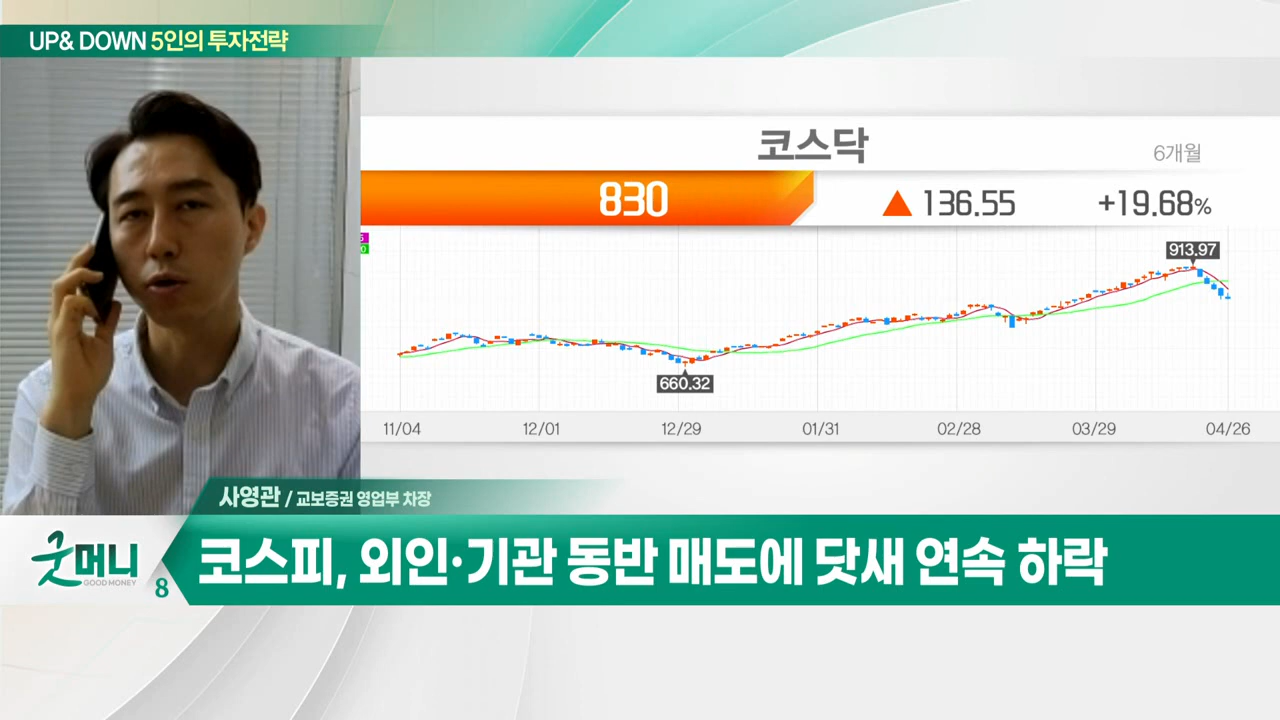 UP& DOWN 5인의 투자전략
코스닥
6개월
830
▲ 136.55 +19.68%
913.97
660.32
11/04 12/01 12/29 01/31 02/28 03/29 04/26
사영관 / 교보증권 영업부 차장
굿머니
GOOD MONEY
8
코스피, 외인·기관 동반 매도에 닷새 연속 하락